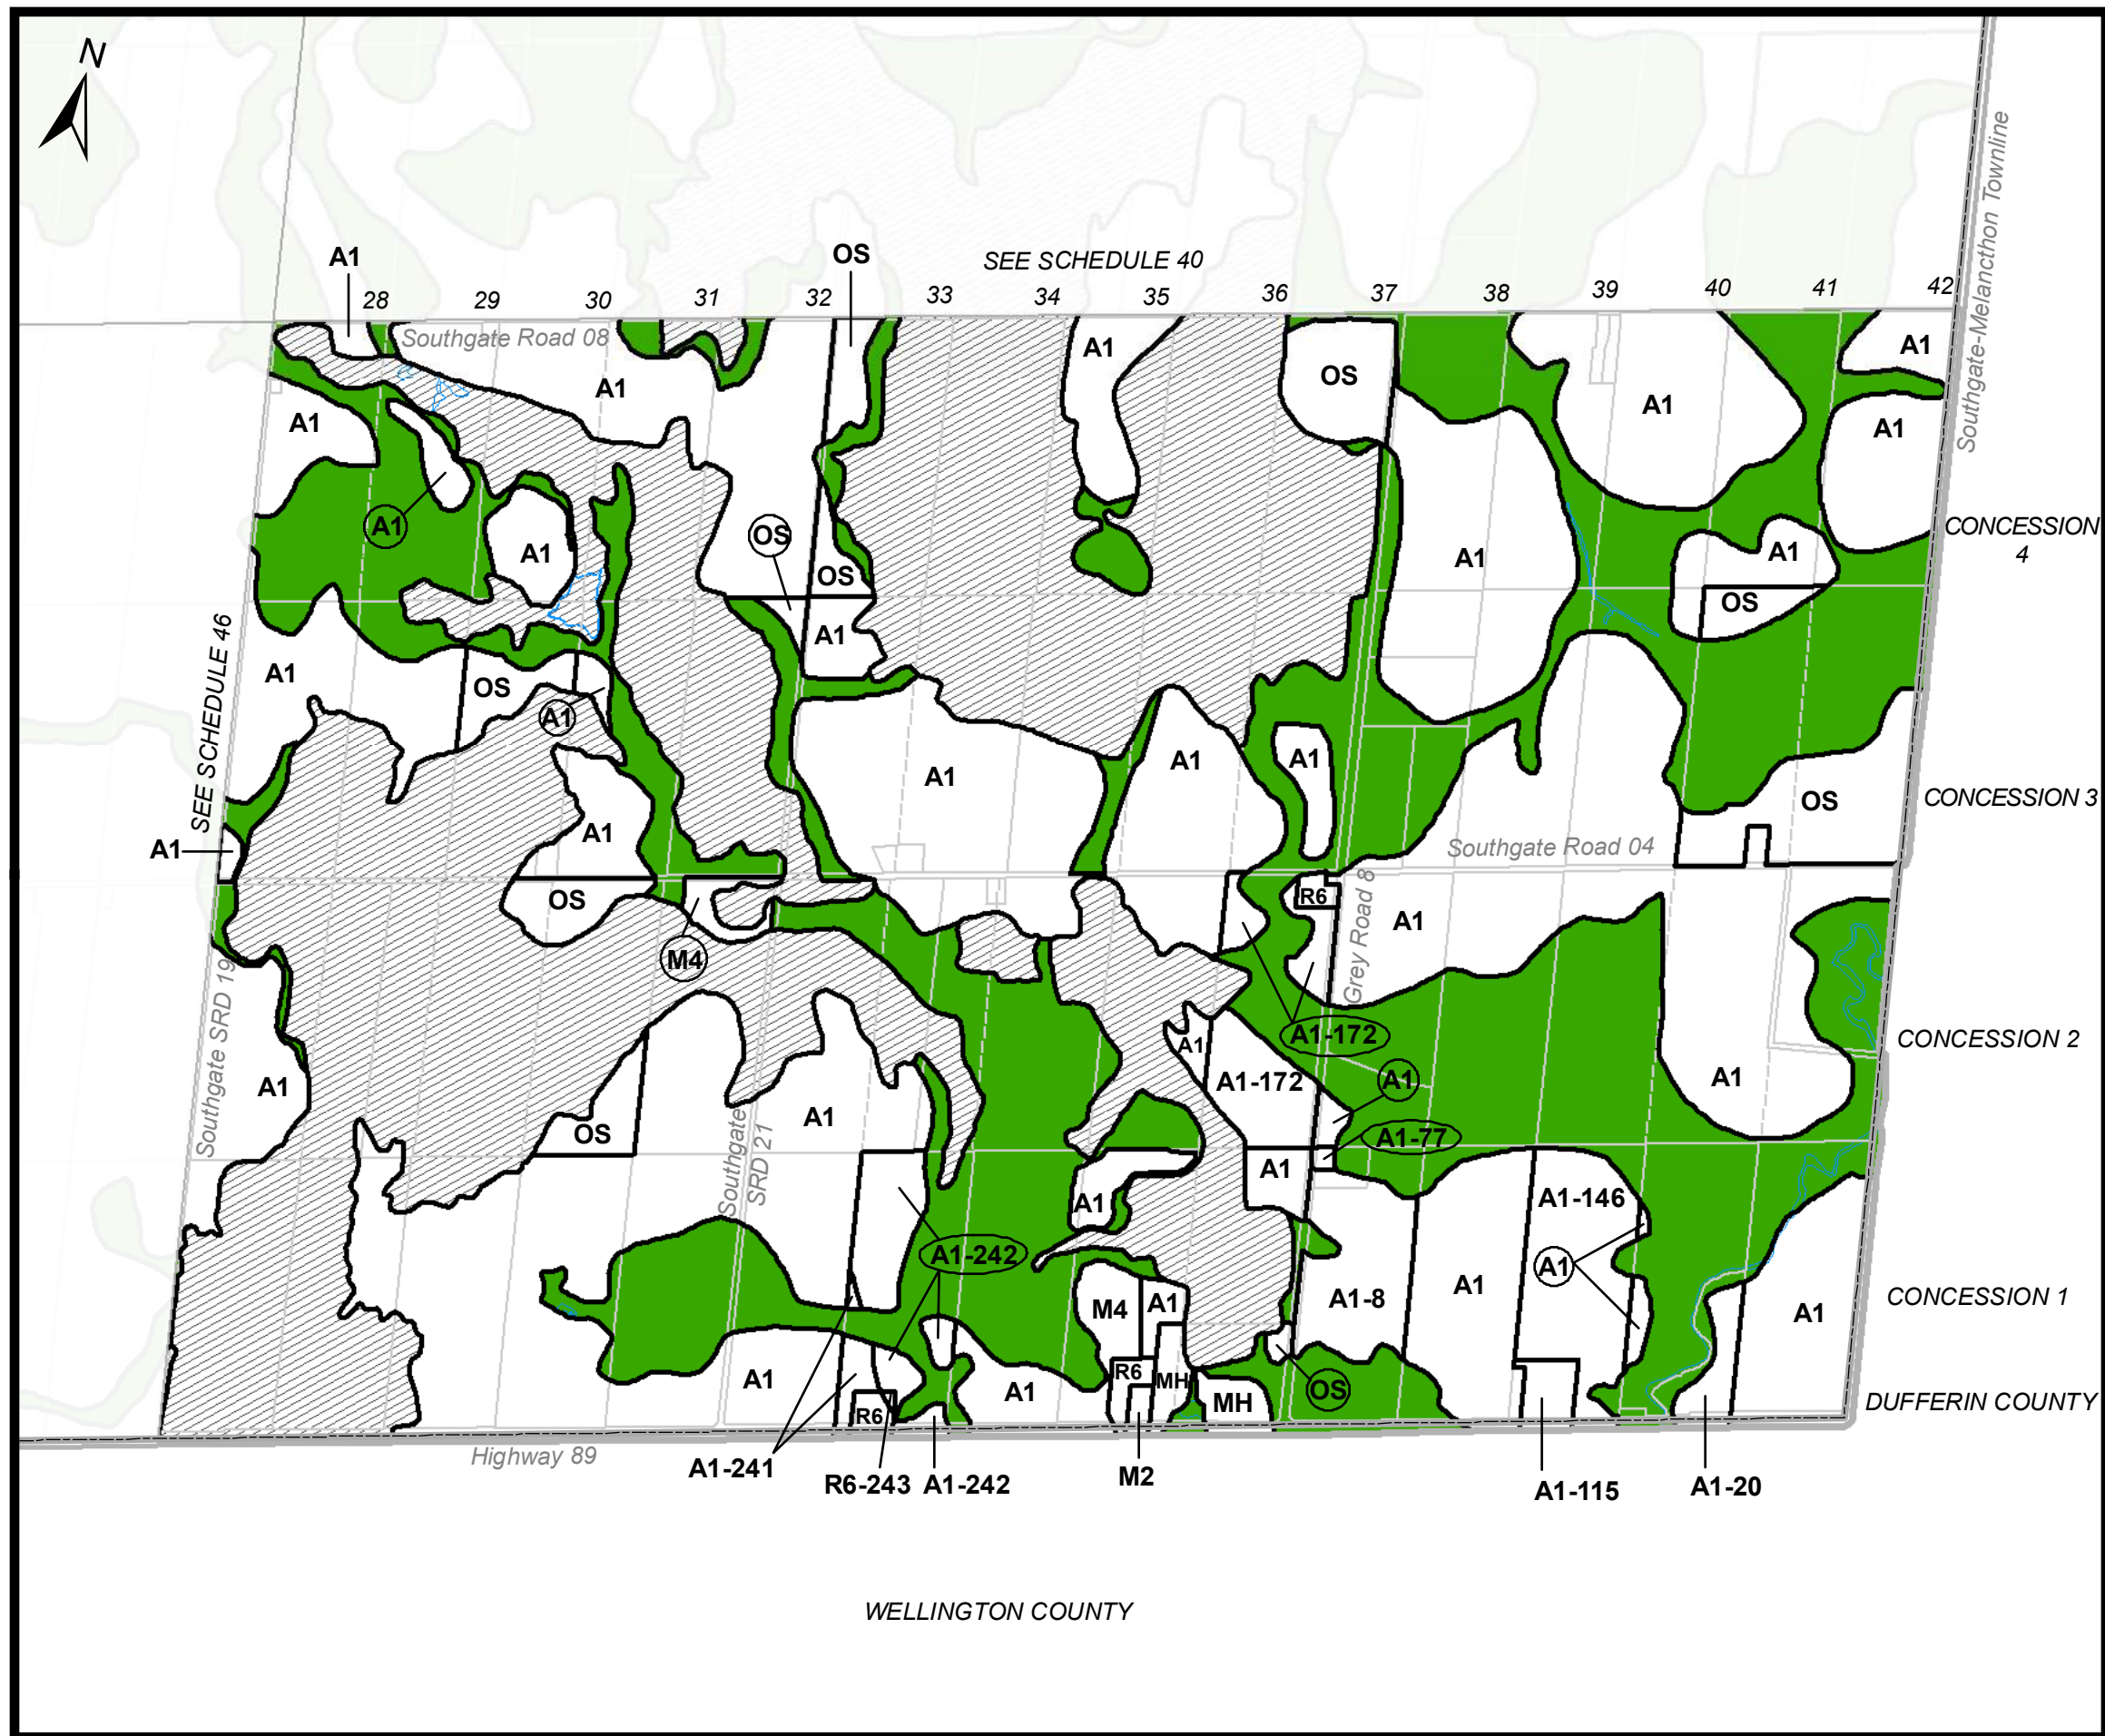 N
A1
OS
SEE SCHEDULE 40
28 29 30 31 32 33 34 35 36 37 38 39 40 41 42
Southgate-Melancthon Townline
Southgate Road 08
A1
A1
A1
OS
A1
A1
A1
A1
A1
OS
A1
A1
OS
CONCESSION
4
A1
OS
OS
A1
SEE SCHEDULE 46
A1
OS
A1
A1
A1
A1
A1
A1
OS
CONCESSION 3
Southgate Road 04
OS
R6
A1
M4
Grey Road 8
Southgate SRD 19
A1-172
A1
CONCESSION 2
A1
A1-172
A1
A1
A1
OS
A1-77
Southgate
SRD 21
A1
A1
A1-146
A1-242
A1
M4
A1
A1-8
A1
A1
CONCESSION 1
A1
R6
MH
A1
OS
MH
R6
DUFFERIN COUNTY
Highway 89
A1-241
R6-243
A1-242
M2
A1-115
A1-20
WELLINGTON COUNTY